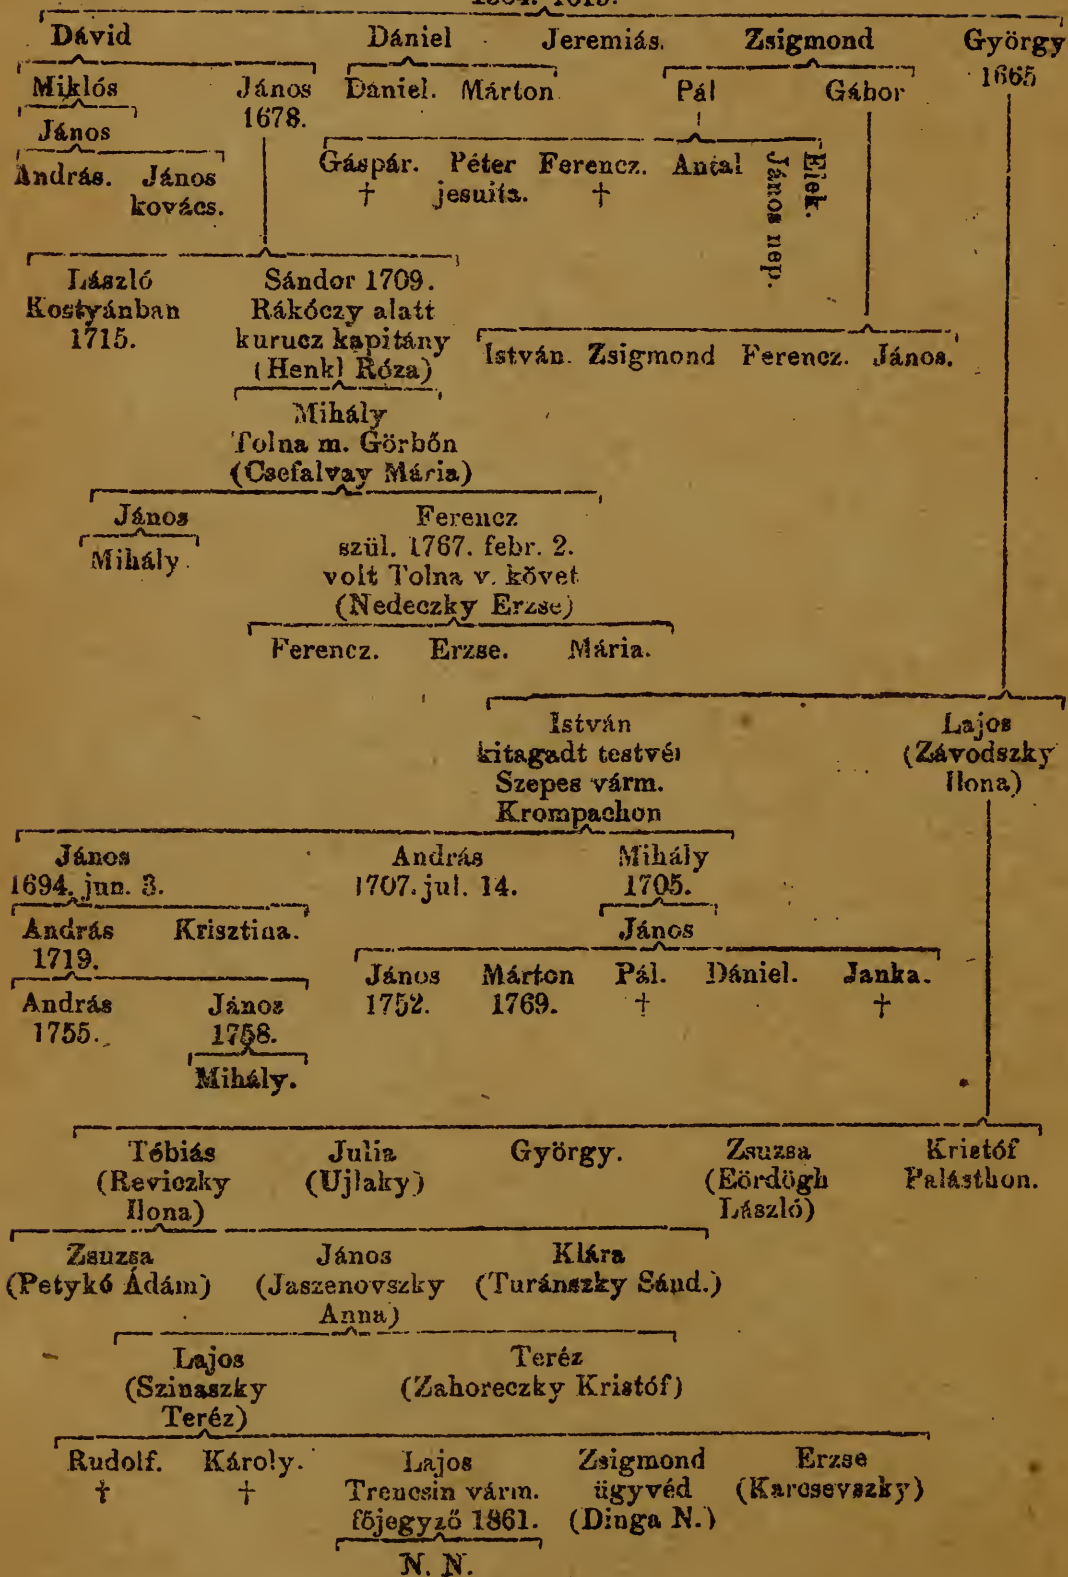 Dávid Dániel Jeremiás. Zsigmond György
1665
Miklós János Dániel. Márton Pál Gábor
1678.
János
Gáspár. Péter Ferencz. Antal János nep. Elek.
† jesuita. †
András. János
kovács.
László Sándor 1709.
Kostyánban Rákóczy alatt
1715. kurucz kapitány
(Henkl Róza)
István. Zsigmond Ferencz. János.
Mihály
Tolna m. Görbőn
(Csefalvay Mária)
János Ferencz
Mihály. szül. 1767. febr. 2.
volt Tolna v. követ
(Nedeczky Erzse)
Ferencz. Erzse. Mária.
István Lajos
kitagadt testvér (Závodszky
Szepes várm. Ilona)
Krompachon
János András Mihály
1694. jun. 3. 1707. jul. 14. 1705.
András Krisztina. János
1719.
János Márton Pál. Dániel. Janka.
1752. 1769. † †
András János
1755. 1758.
Mihály.
Tóbiás Julia György. Zsuzsa Kristóf
(Reviczky (Ujlaky) (Eördögh Palásthon.
Ilona) László)
Zsuzsa János Klára
(Petykó Ádám) (Jaszenovszky (Turánszky Sánd.)
Anna)
Lajos Teréz
(Szinaszky (Zahoreczky Kristóf)
Teréz)
Rudolf. Károly. Lajos Zsigmond Erzse
† † Trencsin várm. ügyvéd (Karcsevszky)
főjegyző 1861. (Dinga N.)
N. N.